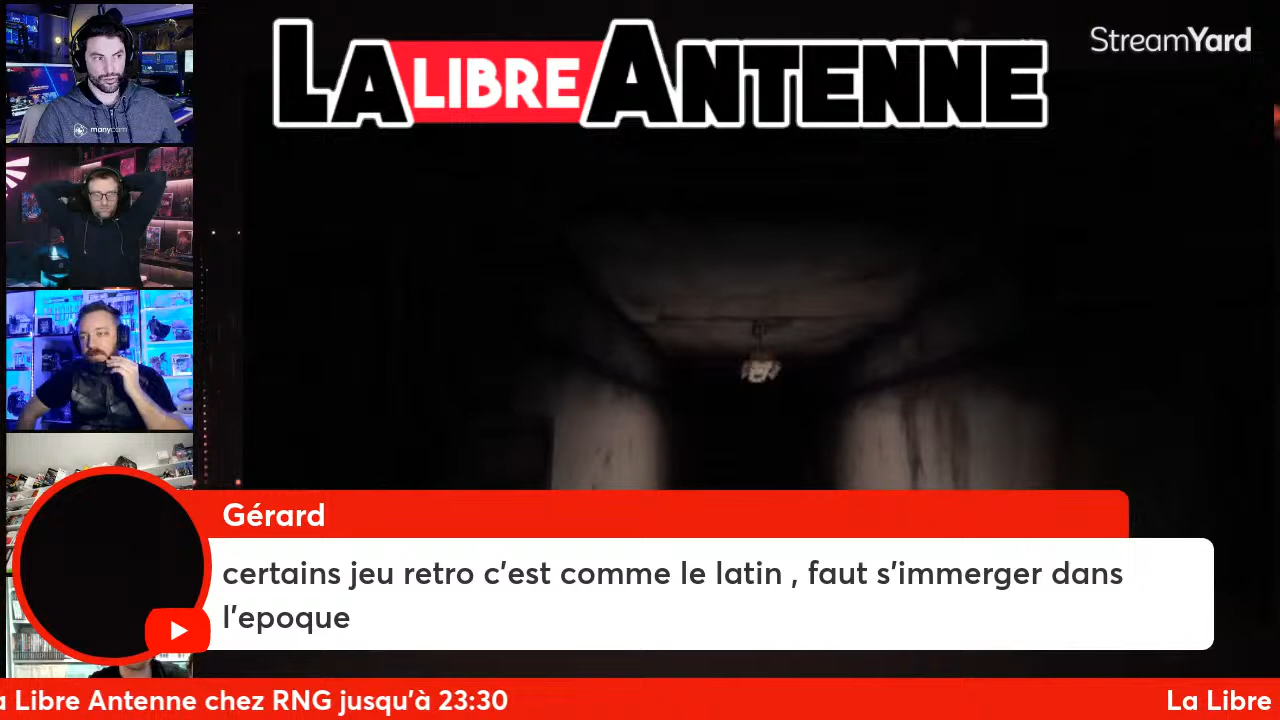 LA LIBRE ANTENNE
StreamYard
manycam
Gérard
certains jeu retro c'est comme le latin , faut s'immerger dans
l'epoque
a Libre Antenne chez RNG jusqu'à 23:30
La Libre